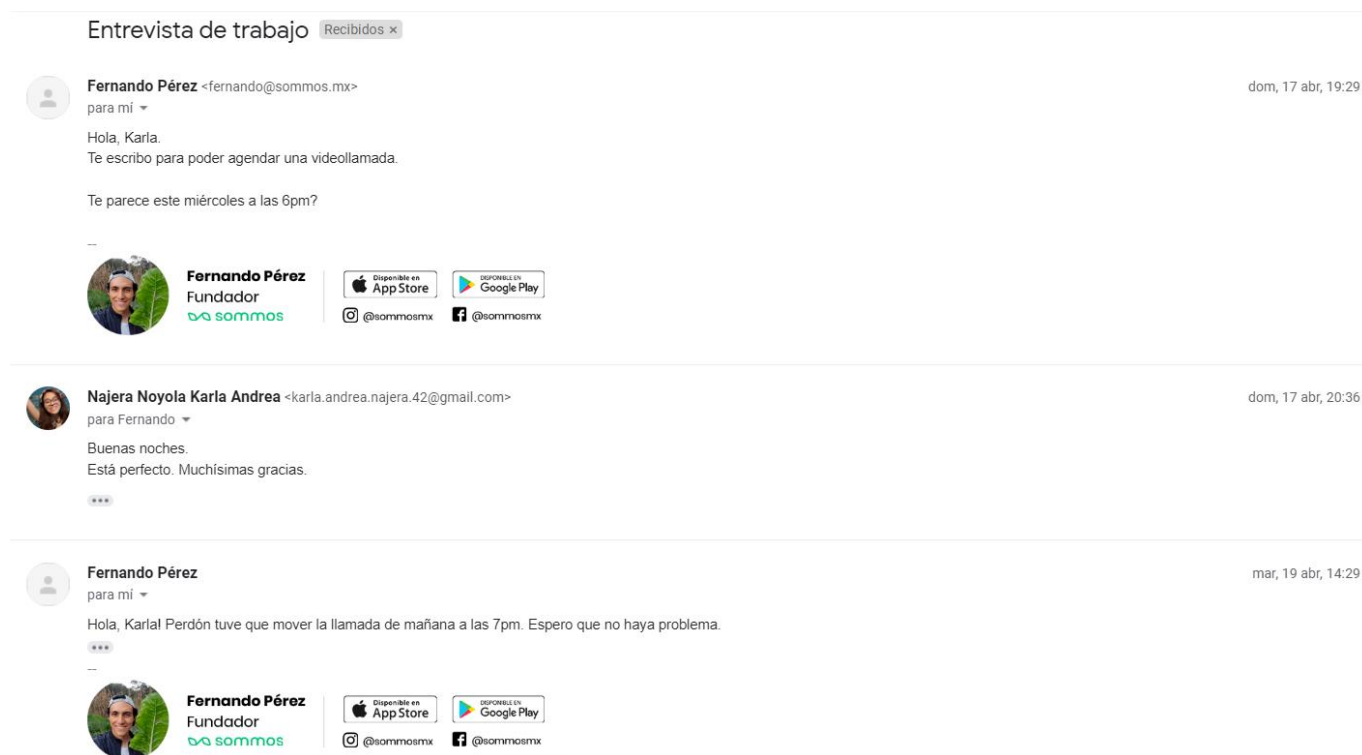 Entrevista de trabajo Recibidos ×
Fernando Pérez <fernando@sommos.mx> dom, 17 abr, 19:29
para mí
Hola, Karla.
Te escribo para poder agendar una videollamada.
Te parece este miércoles a las 6pm?
--
Fernando Pérez
Fundador
sommos
Disponible en
App Store
DISPONIBLE EN
Google Play
@sommosmx
@sommosmx
Najera Noyola Karla Andrea <karla.andrea.najera.42@gmail.com> dom, 17 abr, 20:36
para Fernando
Buenas noches.
Está perfecto. Muchísimas gracias.
Fernando Pérez mar, 19 abr, 14:29
para mí
Hola, Karla! Perdón tuve que mover la llamada de mañana a las 7pm. Espero que no haya problema.
--
Fernando Pérez
Fundador
sommos
Disponible en
App Store
DISPONIBLE EN
Google Play
@sommosmx
@sommosmx